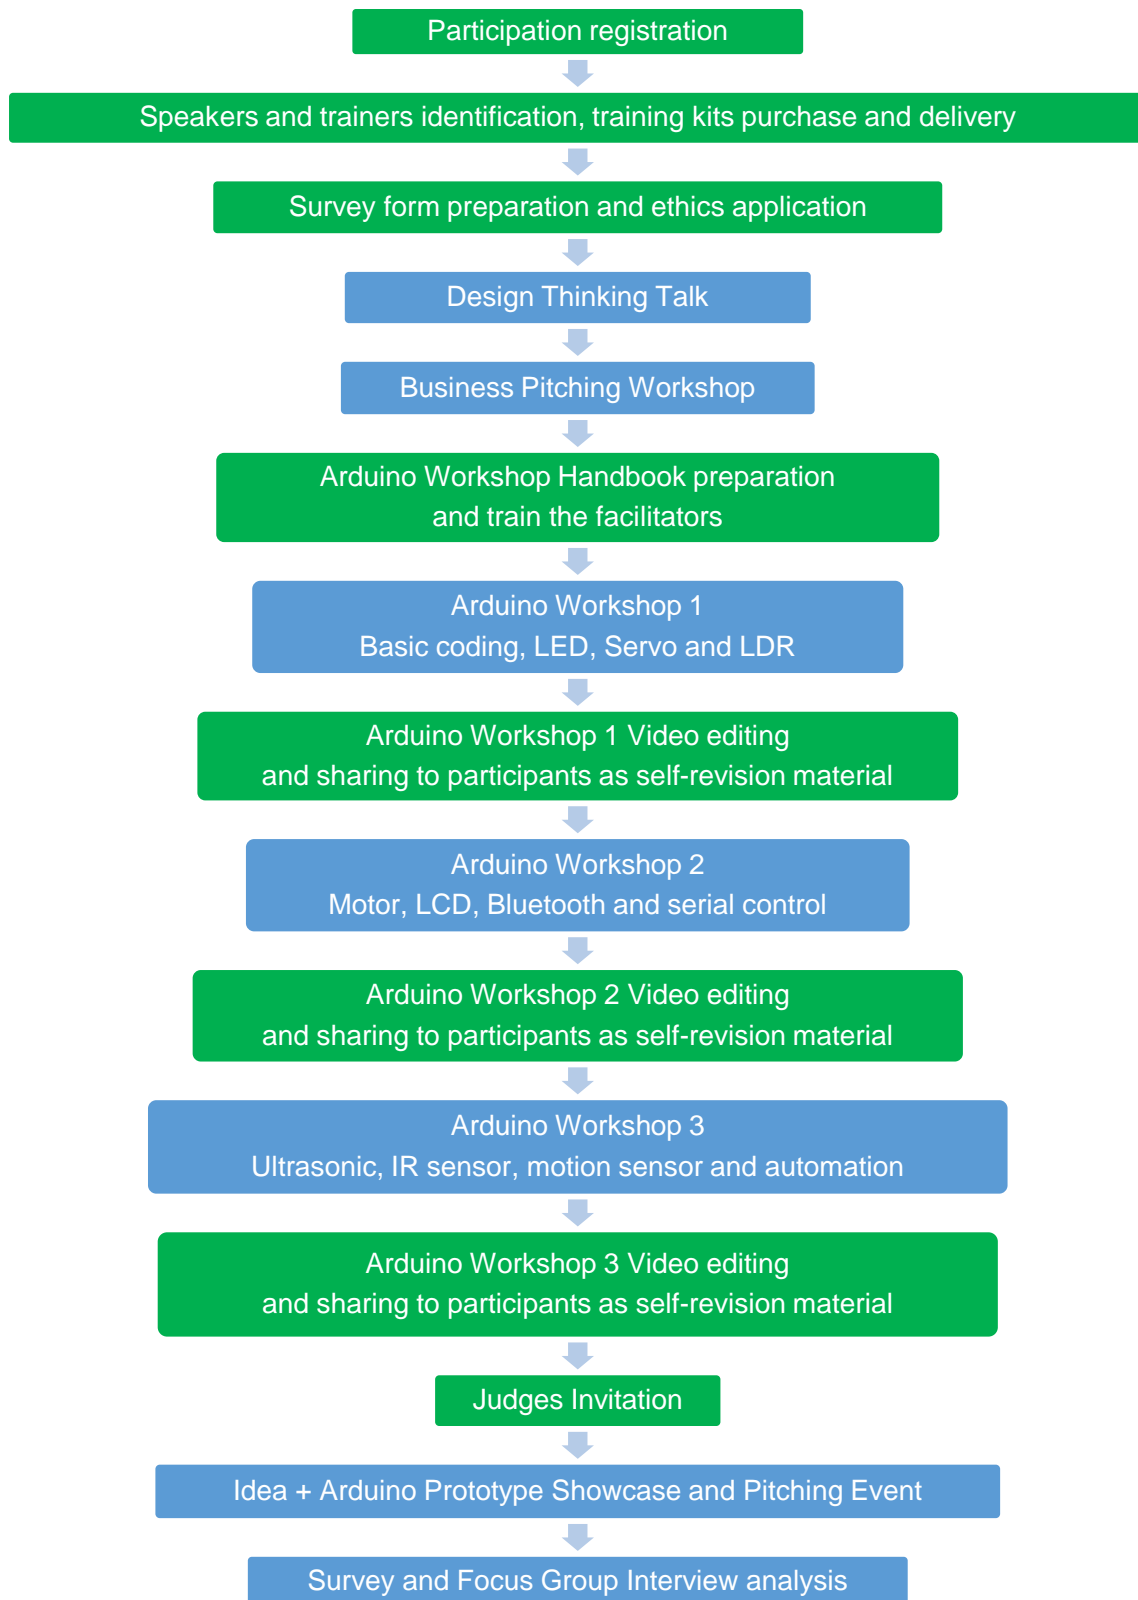 Participation registration
Speakers and trainers identification, training kits purchase and delivery
Survey form preparation and ethics application
Design Thinking Talk
Business Pitching Workshop
Arduino Workshop Handbook preparation
and train the facilitators
Arduino Workshop 1
Basic coding, LED, Servo and LDR
Arduino Workshop 1 Video editing
and sharing to participants as self-revision material
Arduino Workshop 2
Motor, LCD, Bluetooth and serial control
Arduino Workshop 2 Video editing
and sharing to participants as self-revision material
Arduino Workshop 3
Ultrasonic, IR sensor, motion sensor and automation
Arduino Workshop 3 Video editing
and sharing to participants as self-revision material
Judges Invitation
Idea + Arduino Prototype Showcase and Pitching Event
Survey and Focus Group Interview analysis